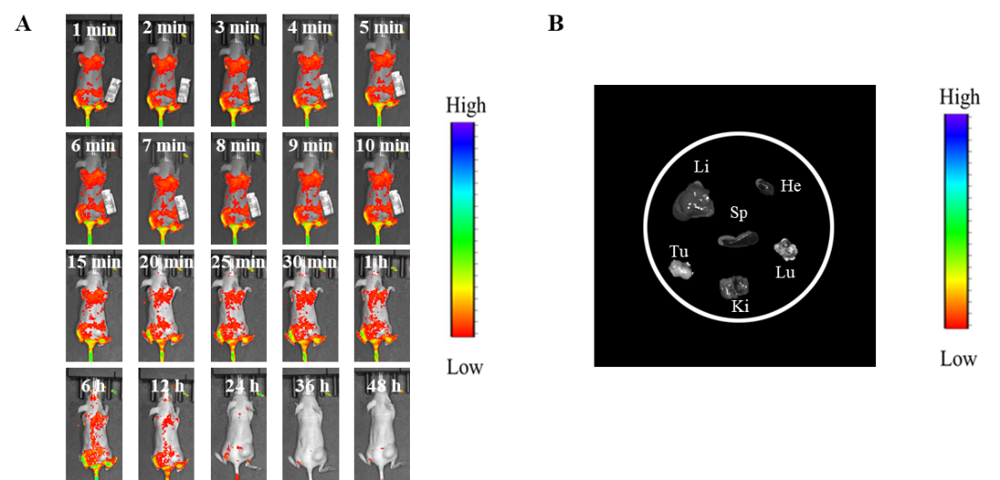 A
B
1 min
2 min
3 min
4 min
5 min
6 min
7 min
8 min
9 min
10 min
15 min
20 min
25 min
30 min
1 h
6 h
12 h
24 h
36 h
48 h
High
Low
Li
He
Sp
Tu
Lu
Ki
High
Low